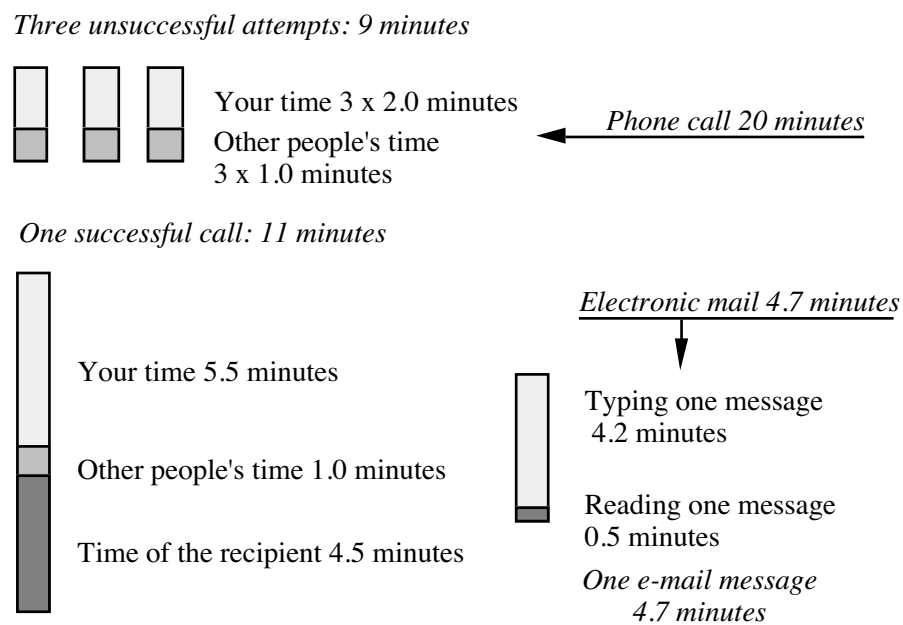 Three unsuccessful attempts: 9 minutes
Your time 3 x 2.0 minutes
Other people's time
3 x 1.0 minutes
Phone call 20 minutes
One successful call: 11 minutes
Your time 5.5 minutes
Other people's time 1.0 minutes
Time of the recipient 4.5 minutes
Electronic mail 4.7 minutes
Typing one message
4.2 minutes
Reading one message
0.5 minutes
One e-mail message
4.7 minutes